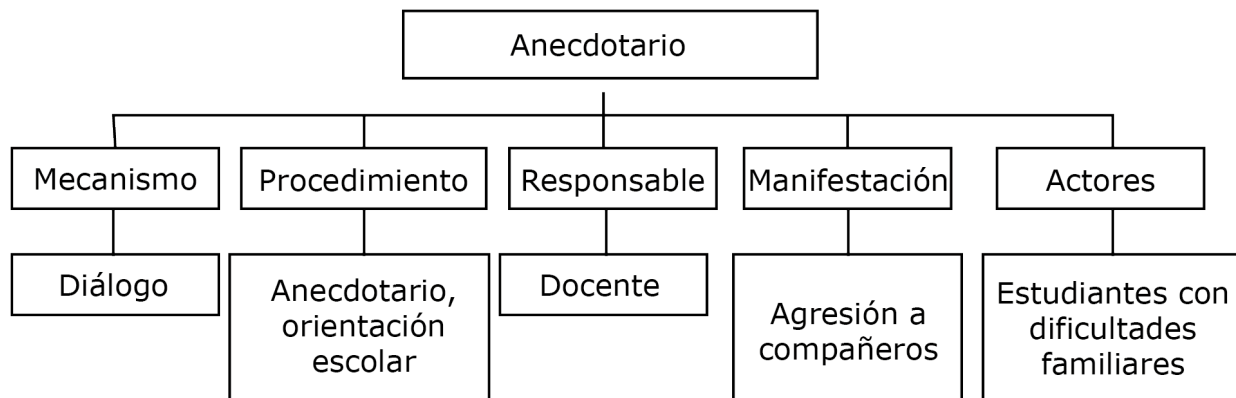 Anecdotario
Mecanismo
Procedimiento
Responsable
Manifestación
Actores
Diálogo
Anecdotario,
orientación
escolar
Docente
Agresión a
compañeros
Estudiantes con
dificultades
familiares